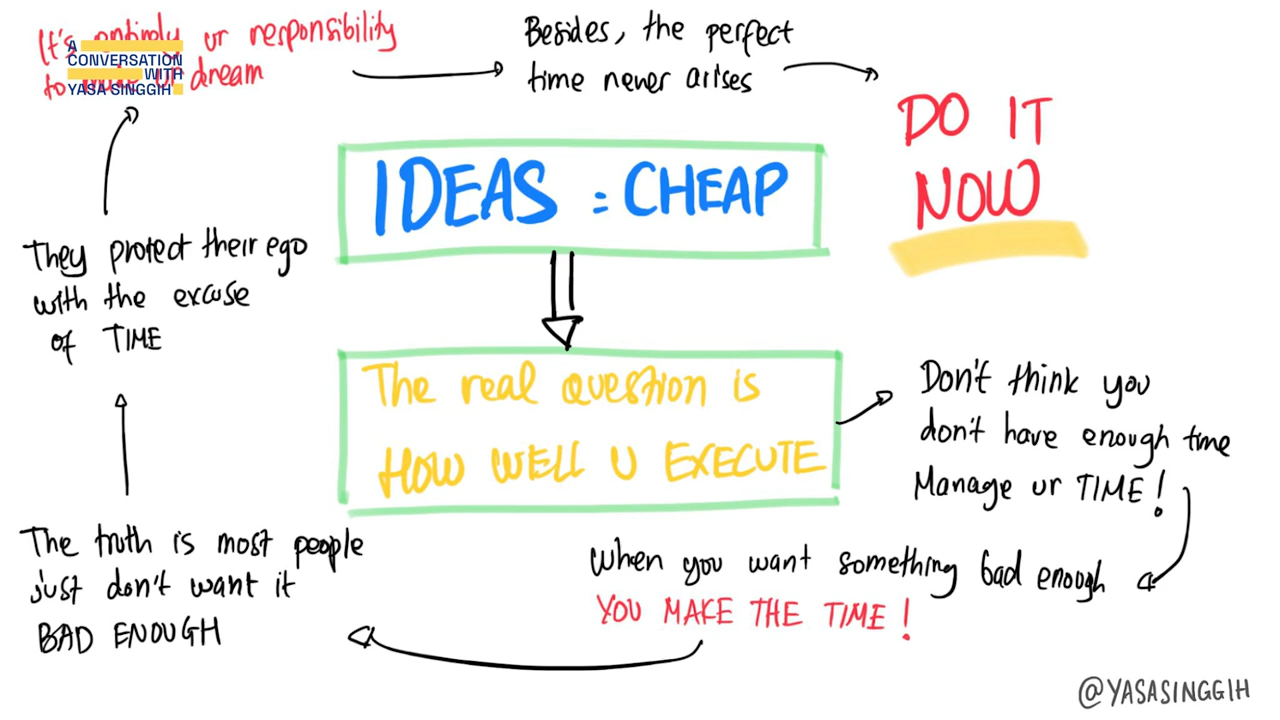 It's entirely ur responsibility
to ur dream
A
CONVERSATION
WITH
YASA SINGGIH
Besides, the perfect
time never arises
DO IT
NOW
IDEAS = CHEAP
They protect their ego
with the excuse
of TIME
The real question is
HOW WELL U EXECUTE
Don't think you
don't have enough time
Manage ur TIME!
The truth is most people
just don't want it
BAD ENOUGH
When you want something bad enough
YOU MAKE THE TIME!
@YASASINGGIH